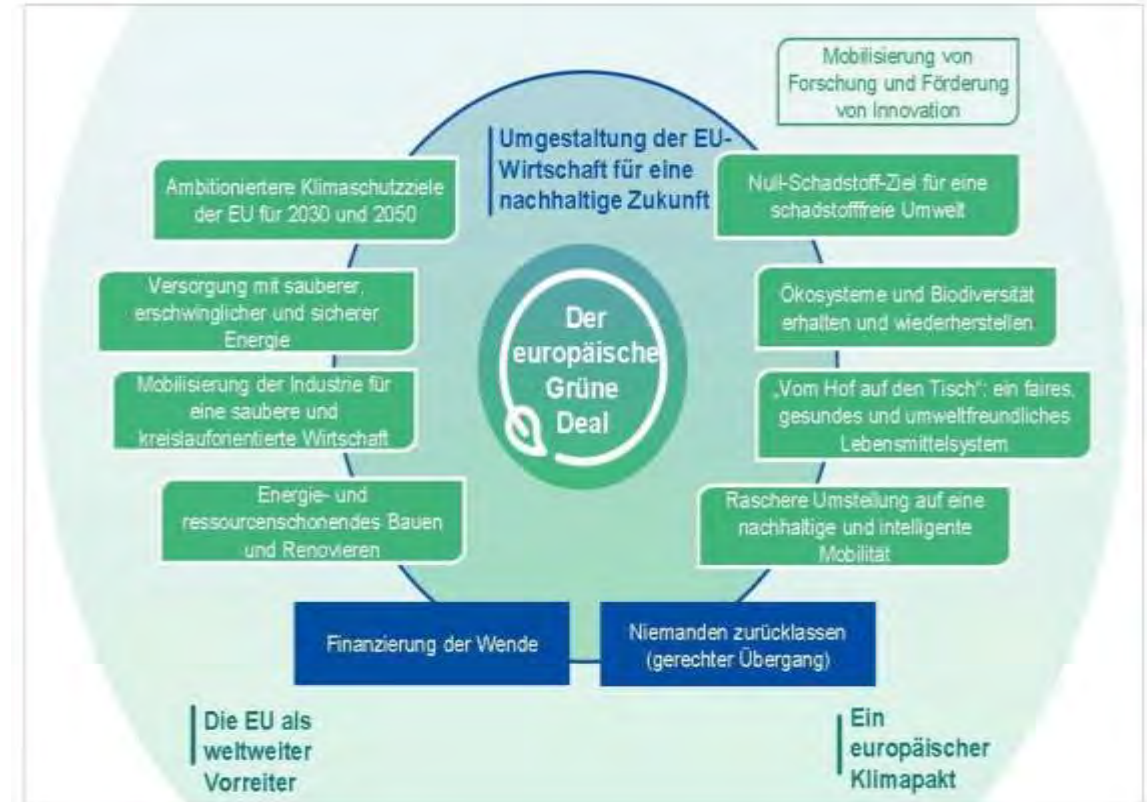 Mobilisierung von
Forschung und Förderung
von Innovation
Umgestaltung der EU-
Wirtschaft für eine
nachhaltige Zukunft
Ambitioniertere Klimaschutzziele
der EU für 2030 und 2050
Null-Schadstoff-Ziel für eine
schadstofffreie Umwelt
Versorgung mit sauberer,
erschwinglicher und sicherer
Energie
Ökosysteme und Biodiversität
erhalten und wiederherstellen
Der
europäische
Grüne
Deal
Mobilisierung der Industrie für
eine saubere und
kreislauforientierte Wirtschaft
„Vom Hof auf den Tisch“: ein faires,
gesundes und umweltfreundliches
Lebensmittelsystem
Energie- und
ressourcenschonendes Bauen
und Renovieren
Raschere Umstellung auf eine
nachhaltige und intelligente
Mobilität
Finanzierung der Wende
Niemanden zurücklassen
(gerechter Übergang)
Die EU als
weltweiter
Vorreiter
Ein
europäischer
Klimapakt